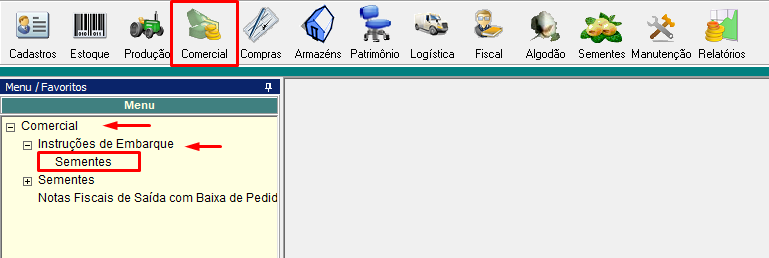 Cadastros Estoque Produção Comercial Compras Armazéns Patrimônio Logística Fiscal Algodão Sementes Manutenção Relatórios
Menu / Favoritos
Menu
Comercial
Instruções de Embarque
Sementes
Sementes
Notas Fiscais de Saída com Baixa de Pedid